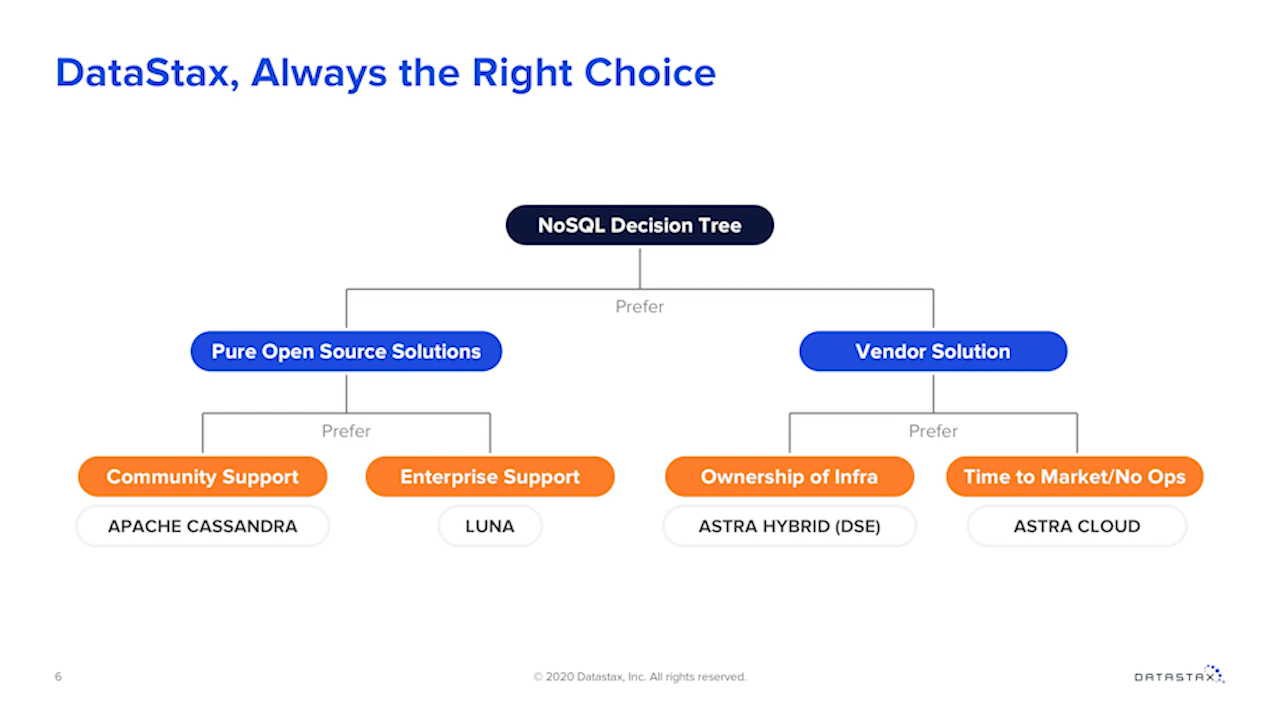 DataStax, Always the Right Choice
NoSQL Decision Tree
Prefer
Pure Open Source Solutions
Vendor Solution
Prefer
Prefer
Community Support
Enterprise Support
Ownership of Infra
Time to Market/No Ops
APACHE CASSANDRA
LUNA
ASTRA HYBRID (DSE)
ASTRA CLOUD
6
© 2020 Datastax, Inc. All rights reserved.
DATASTAX